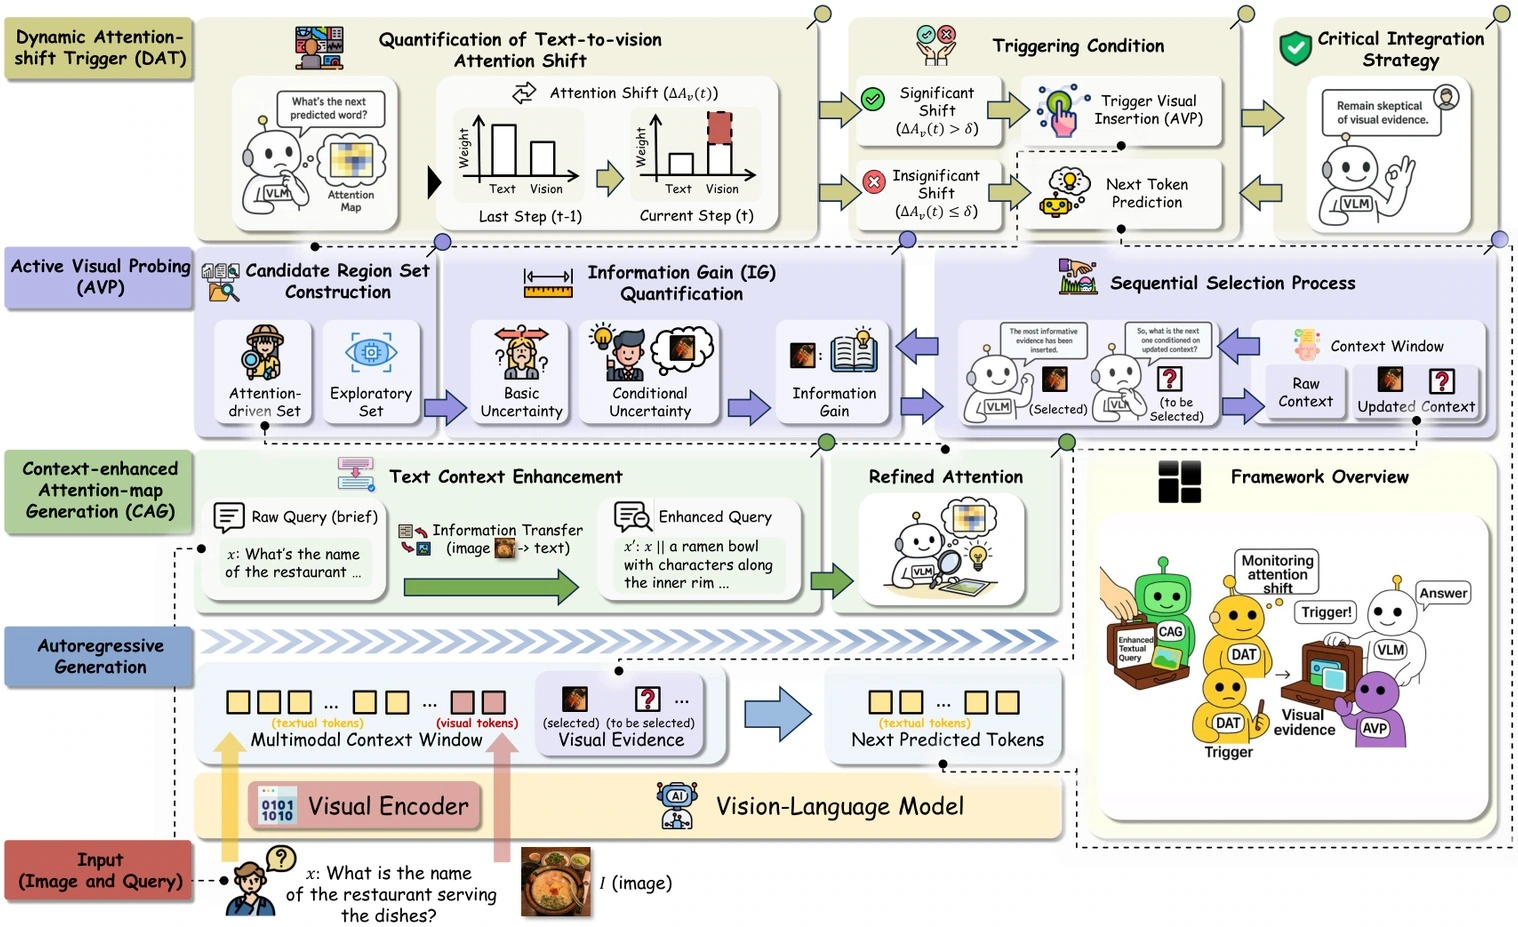 Dynamic Attention-
shift Trigger (DAT)
Quantification of Text-to-vision
Attention Shift
What's the next
predicted word?
VLM
Attention
Map
Attention Shift (ΔA_v(t))
Weight
Text Vision
Last Step (t-1)
Weight
Text Vision
Current Step (t)
Triggering Condition
Significant
Shift
(ΔA_v(t) > δ)
Trigger Visual
Insertion (AVP)
Insignificant
Shift
(ΔA_v(t) ≤ δ)
Next Token
Prediction
Critical Integration
Strategy
Remain skeptical
of visual evidence.
VLM
Active Visual Probing
(AVP)
Candidate Region Set
Construction
Attention-
driven Set
Exploratory
Set
Information Gain (IG)
Quantification
Basic
Uncertainty
Conditional
Uncertainty
:
Information
Gain
Sequential Selection Process
The most informative
evidence has been
inserted.
VLM
(Selected)
So, what is the next
one conditioned on
updated context?
VLM
(to be
Selected)
Context Window
Raw
Context
Updated Context
Context-enhanced
Attention-map
Generation (CAG)
Text Context Enhancement
Raw Query (brief)
x: What's the name
of the restaurant ...
Information Transfer
(image -> text)
Enhanced Query
x′: x || a ramen bowl
with characters along
the inner rim ...
Refined Attention
VLM
Framework Overview
Monitoring
attention
shift
Trigger!
Answer
Enhanced
Textual
Query
CAG
DAT
VLM
DAT
Trigger
Visual
evidence
AVP
Autoregressive
Generation
... ...
(textual tokens) (visual tokens)
Multimodal Context Window
...
(selected) (to be selected)
Visual Evidence
...
(textual tokens)
Next Predicted Tokens
0101
1010
Visual Encoder
AI
Vision-Language Model
Input
(Image and Query)
x: What is the name
of the restaurant serving
the dishes?
I (image)